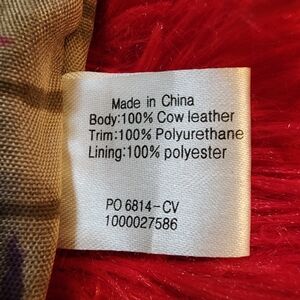 Made in China
Body:100% Cow leather
Trim:100% Polyurethane
Lining:100% polyester
PO 6814-CV
1000027586